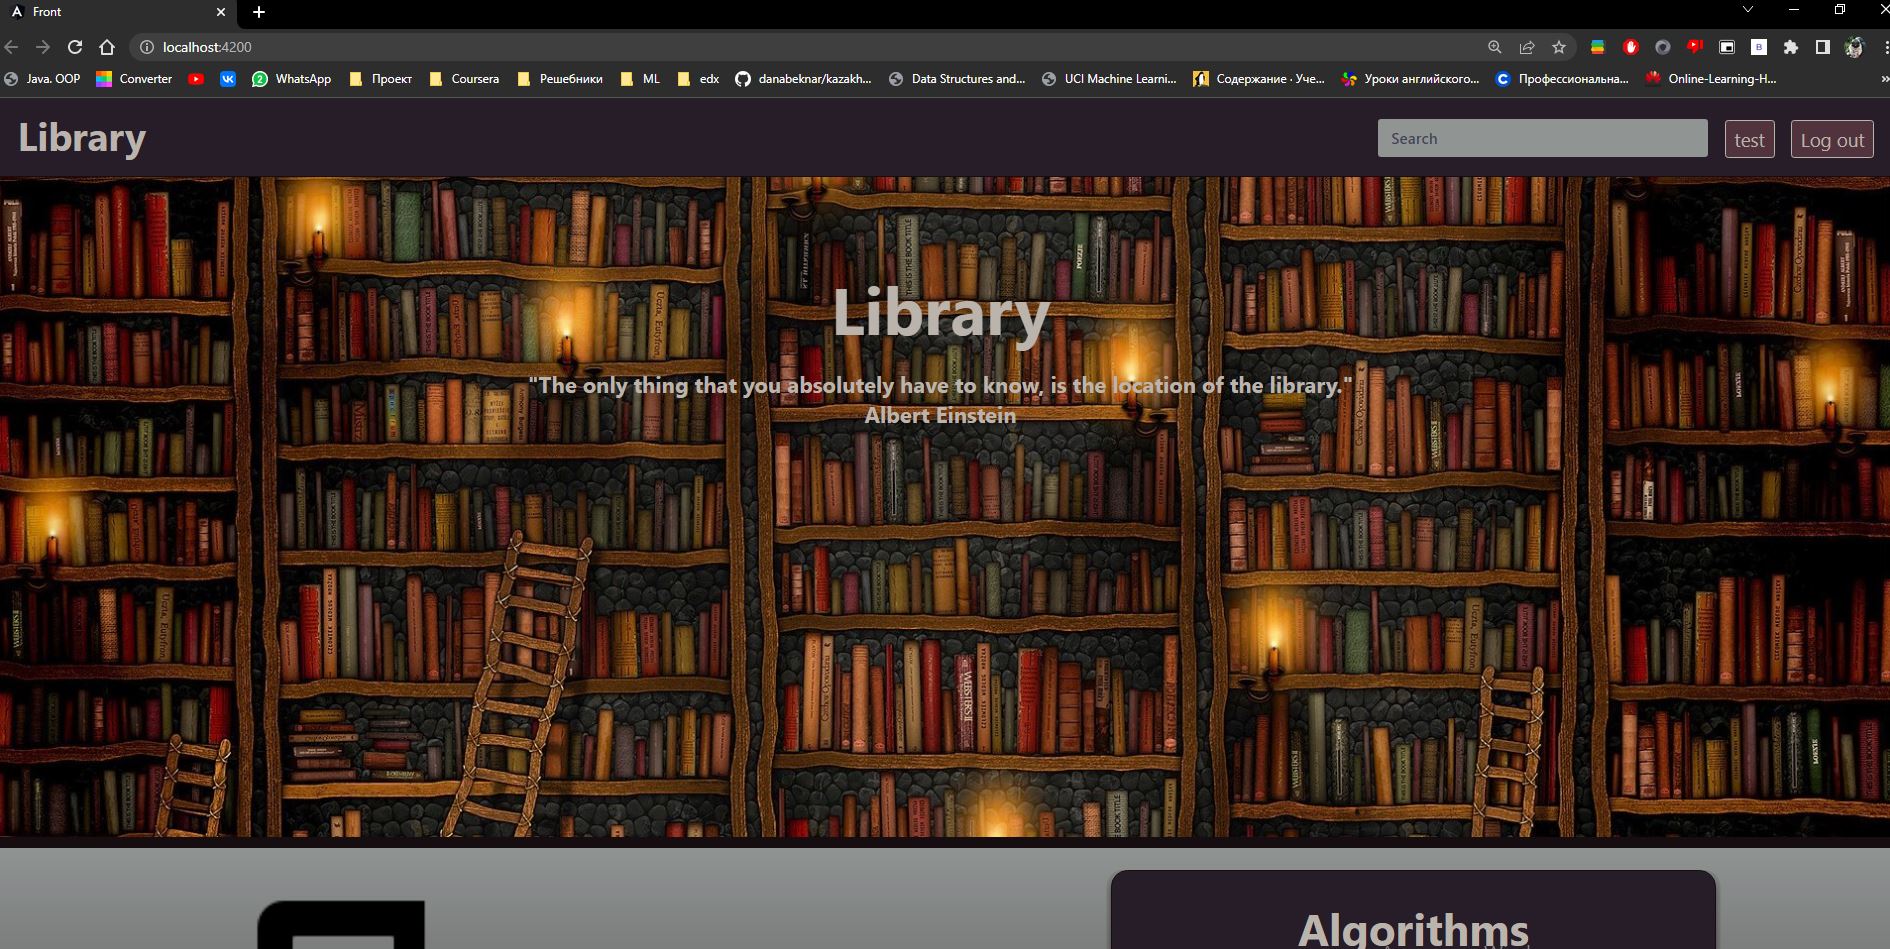 Front
localhost:4200
Java. OOP
Converter
WhatsApp
Проект
Coursera
Решебники
ML
edx
danabeknar/kazakh...
Data Structures and...
UCI Machine Learni...
Содержание · Уче...
Уроки английского...
Профессиональна...
Online-Learning-H...
Library
Search
test
Log out
Library
"The only thing that you absolutely have to know, is the location of the library."
Albert Einstein
Algorithms